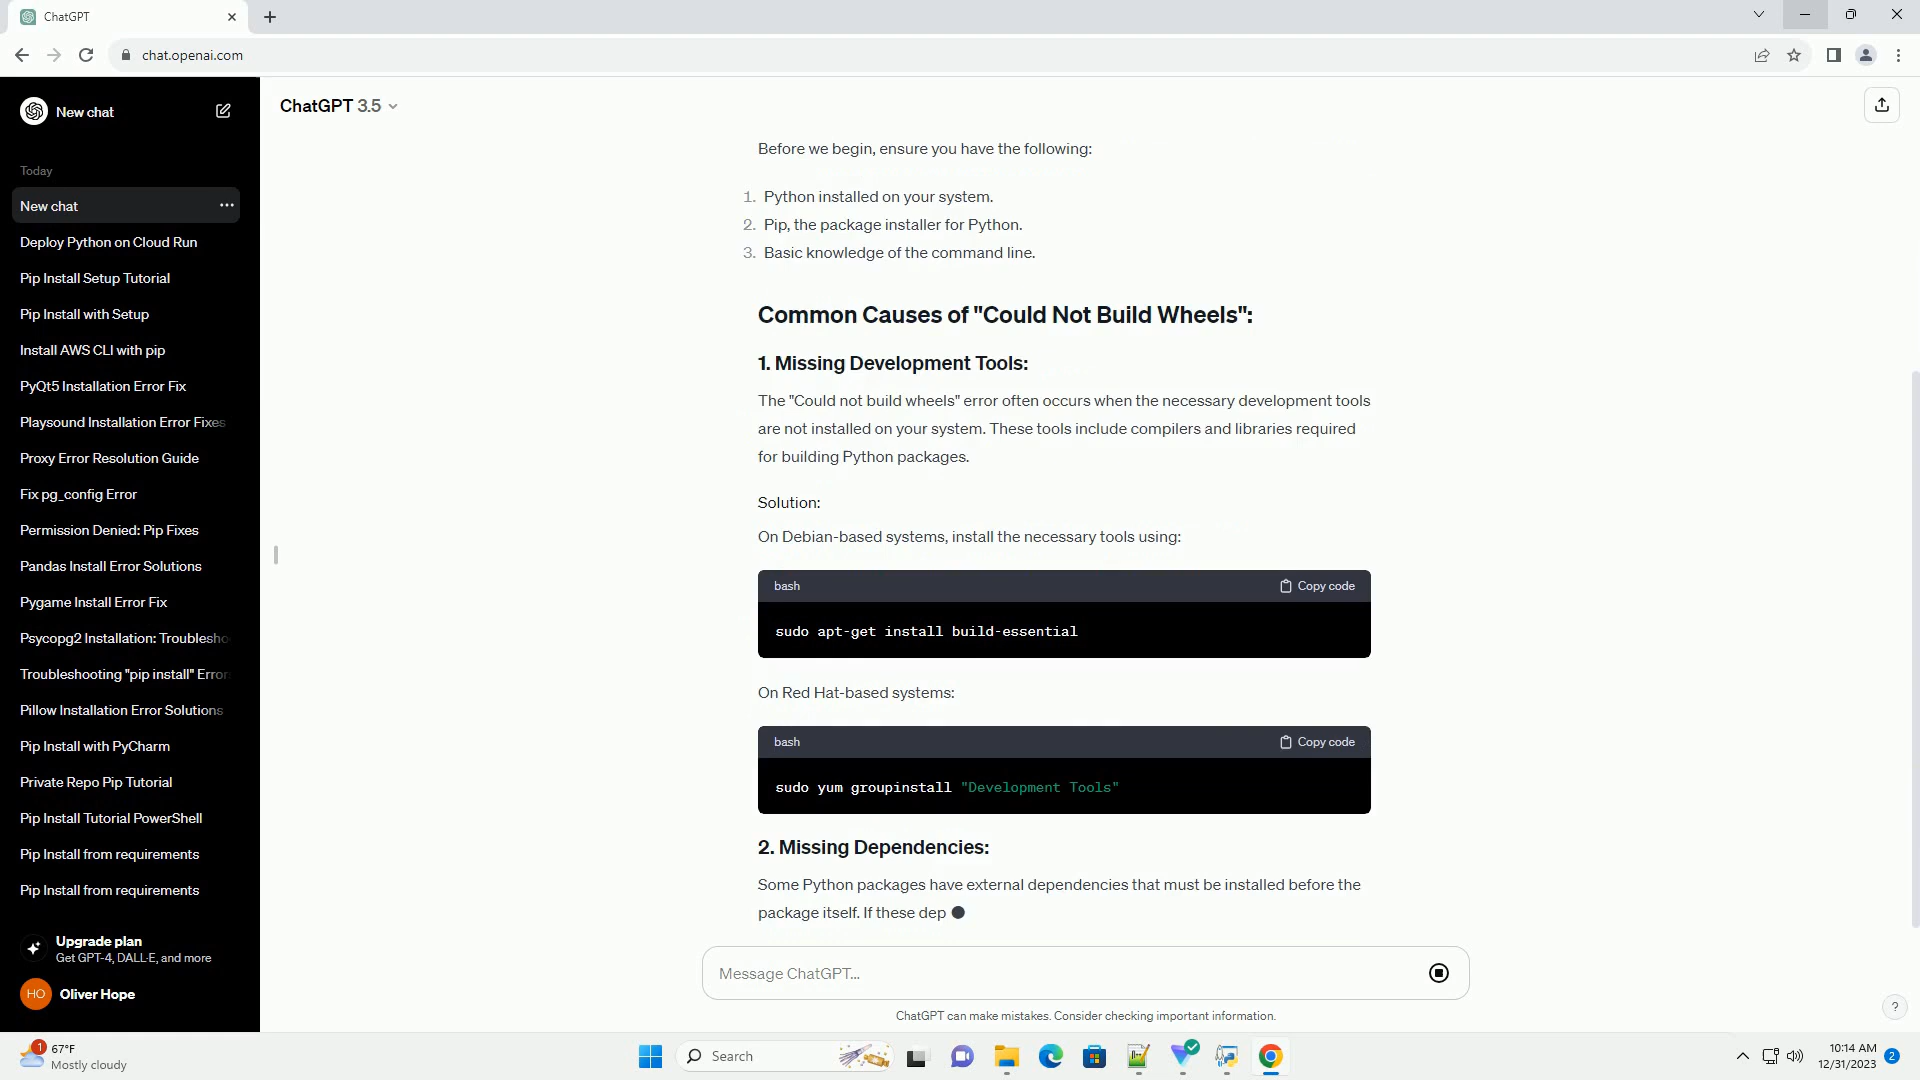 ChatGPT
chat.openai.com
New chat
Today
New chat
Deploy Python on Cloud Run
Pip Install Setup Tutorial
Pip Install with Setup
Install AWS CLI with pip
PyQt5 Installation Error Fix
Playsound Installation Error Fixes
Proxy Error Resolution Guide
Fix pg_config Error
Permission Denied: Pip Fixes
Pandas Install Error Solutions
Pygame Install Error Fix
Psycopg2 Installation: Troublesho
Troubleshooting "pip install" Error
Pillow Installation Error Solutions
Pip Install with PyCharm
Private Repo Pip Tutorial
Pip Install Tutorial PowerShell
Pip Install from requirements
Pip Install from requirements
Upgrade plan
Get GPT-4, DALL·E, and more
HO
Oliver Hope
ChatGPT 3.5
Before we begin, ensure you have the following:
1. Python installed on your system.
2. Pip, the package installer for Python.
3. Basic knowledge of the command line.
Common Causes of "Could Not Build Wheels":
1. Missing Development Tools:
The "Could not build wheels" error often occurs when the necessary development tools
are not installed on your system. These tools include compilers and libraries required
for building Python packages.
Solution:
On Debian-based systems, install the necessary tools using:
bash Copy code
sudo apt-get install build-essential
On Red Hat-based systems:
bash Copy code
sudo yum groupinstall "Development Tools"
2. Missing Dependencies:
Some Python packages have external dependencies that must be installed before the
package itself. If these dep
Message ChatGPT…
ChatGPT can make mistakes. Consider checking important information.
?
1
67°F
Mostly cloudy
Search
10:14 AM
12/31/2023
2